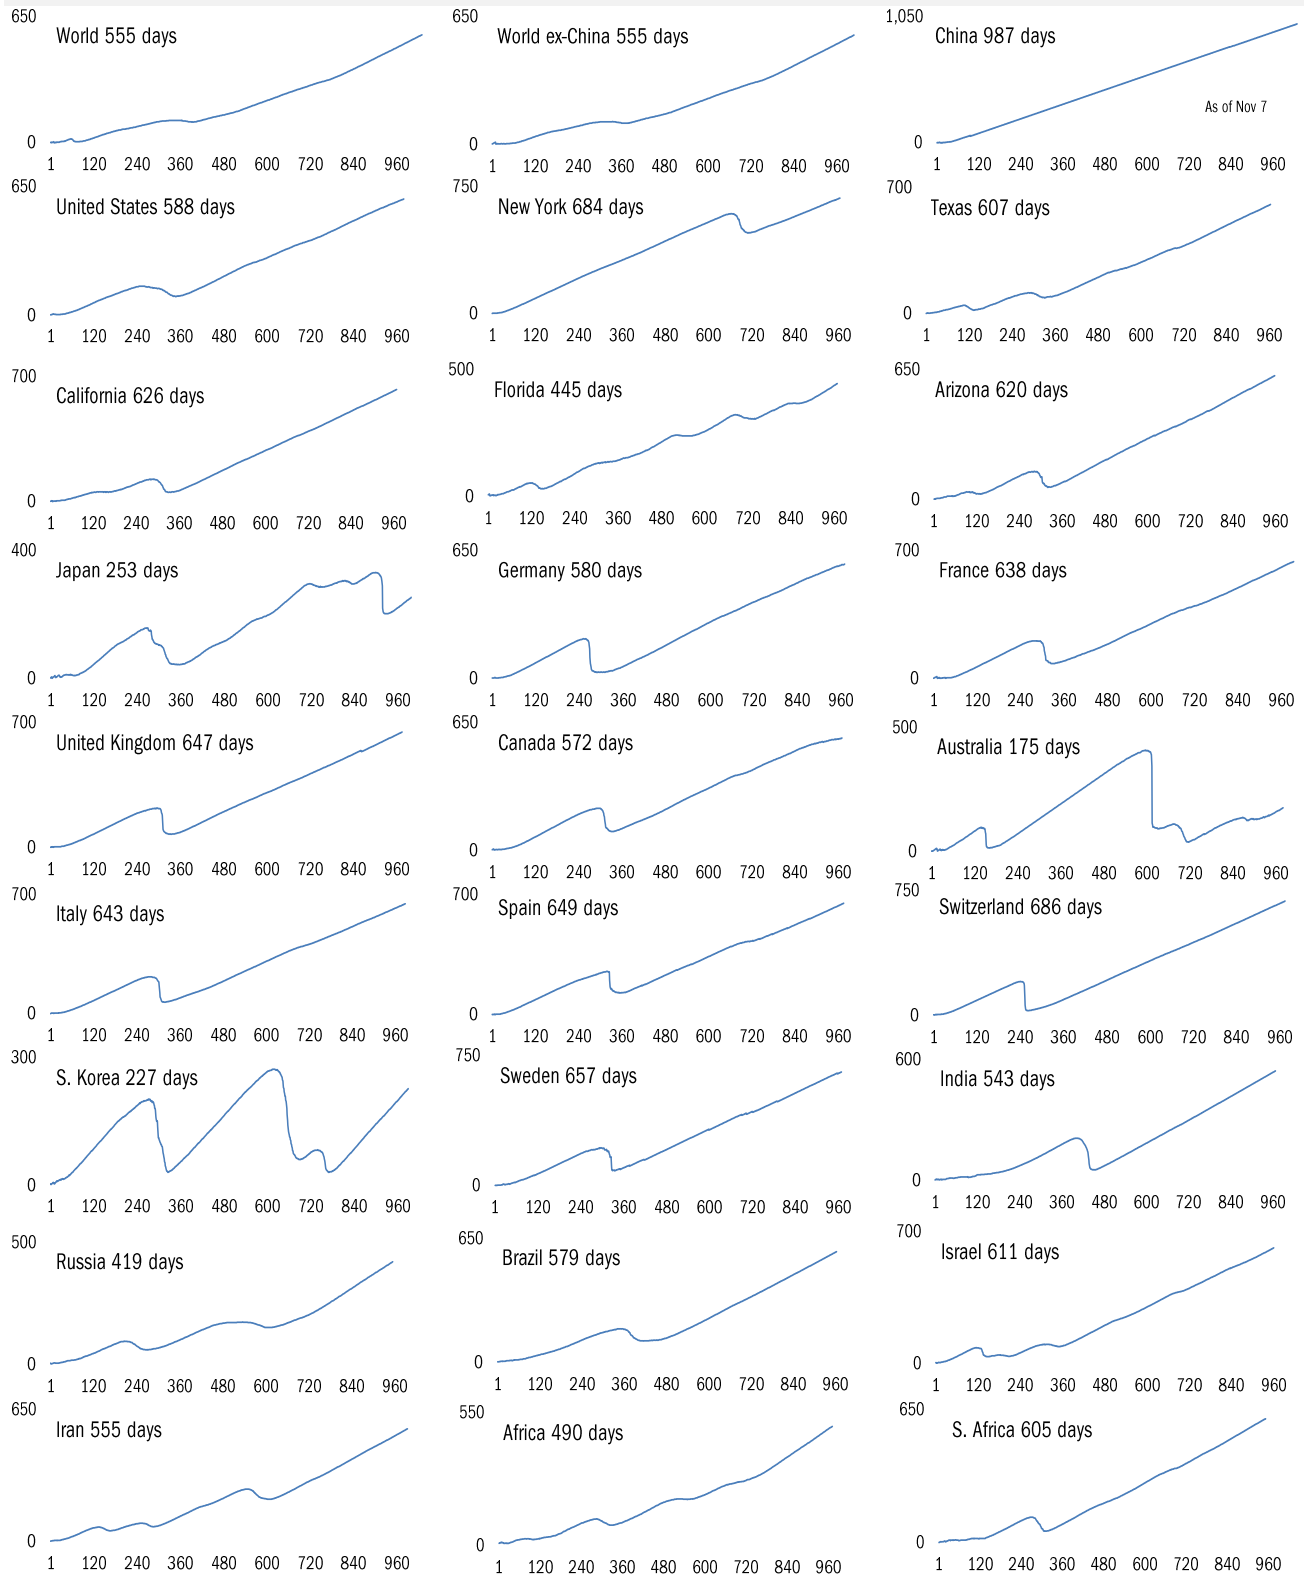 650
World 555 days
0
1 120 240 360 480 600 720 840 960
650
World ex-China 555 days
0
1 120 240 360 480 600 720 840 960
1,050
China 987 days
As of Nov 7
0
1 120 240 360 480 600 720 840 960
650
United States 588 days
0
1 120 240 360 480 600 720 840 960
750
New York 684 days
0
1 120 240 360 480 600 720 840 960
700
Texas 607 days
0
1 120 240 360 480 600 720 840 960
700
California 626 days
0
1 120 240 360 480 600 720 840 960
500
Florida 445 days
0
1 120 240 360 480 600 720 840 960
650
Arizona 620 days
0
1 120 240 360 480 600 720 840 960
400
Japan 253 days
0
1 120 240 360 480 600 720 840 960
650
Germany 580 days
0
1 120 240 360 480 600 720 840 960
700
France 638 days
0
1 120 240 360 480 600 720 840 960
700
United Kingdom 647 days
0
1 120 240 360 480 600 720 840 960
650
Canada 572 days
0
1 120 240 360 480 600 720 840 960
500
Australia 175 days
0
1 120 240 360 480 600 720 840 960
700
Italy 643 days
0
1 120 240 360 480 600 720 840 960
700
Spain 649 days
0
1 120 240 360 480 600 720 840 960
750
Switzerland 686 days
0
1 120 240 360 480 600 720 840 960
300
S. Korea 227 days
0
1 120 240 360 480 600 720 840 960
750
Sweden 657 days
0
1 120 240 360 480 600 720 840 960
600
India 543 days
0
1 120 240 360 480 600 720 840 960
500
Russia 419 days
0
1 120 240 360 480 600 720 840 960
650
Brazil 579 days
0
1 120 240 360 480 600 720 840 960
700
Israel 611 days
0
1 120 240 360 480 600 720 840 960
650
Iran 555 days
0
1 120 240 360 480 600 720 840 960
550
Africa 490 days
0
1 120 240 360 480 600 720 840 960
650
S. Africa 605 days
0
1 120 240 360 480 600 720 840 960